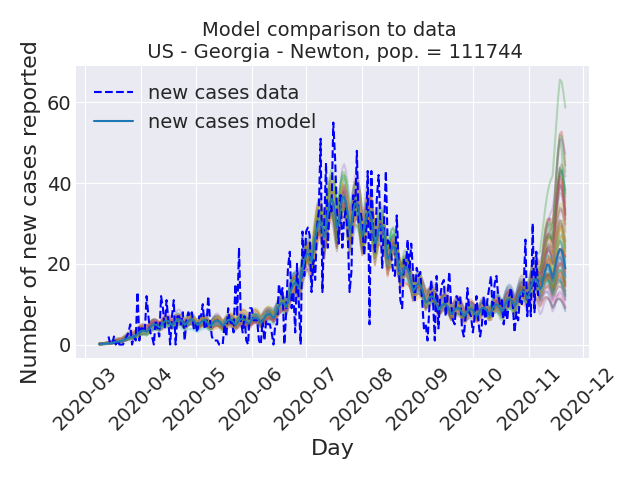 Model comparison to data
US - Georgia - Newton, pop. = 111744
Number of new cases reported
60
40
20
0
new cases data
new cases model
2020-03
2020-04
2020-05
2020-06
2020-07
2020-08
2020-09
2020-10
2020-11
2020-12
Day